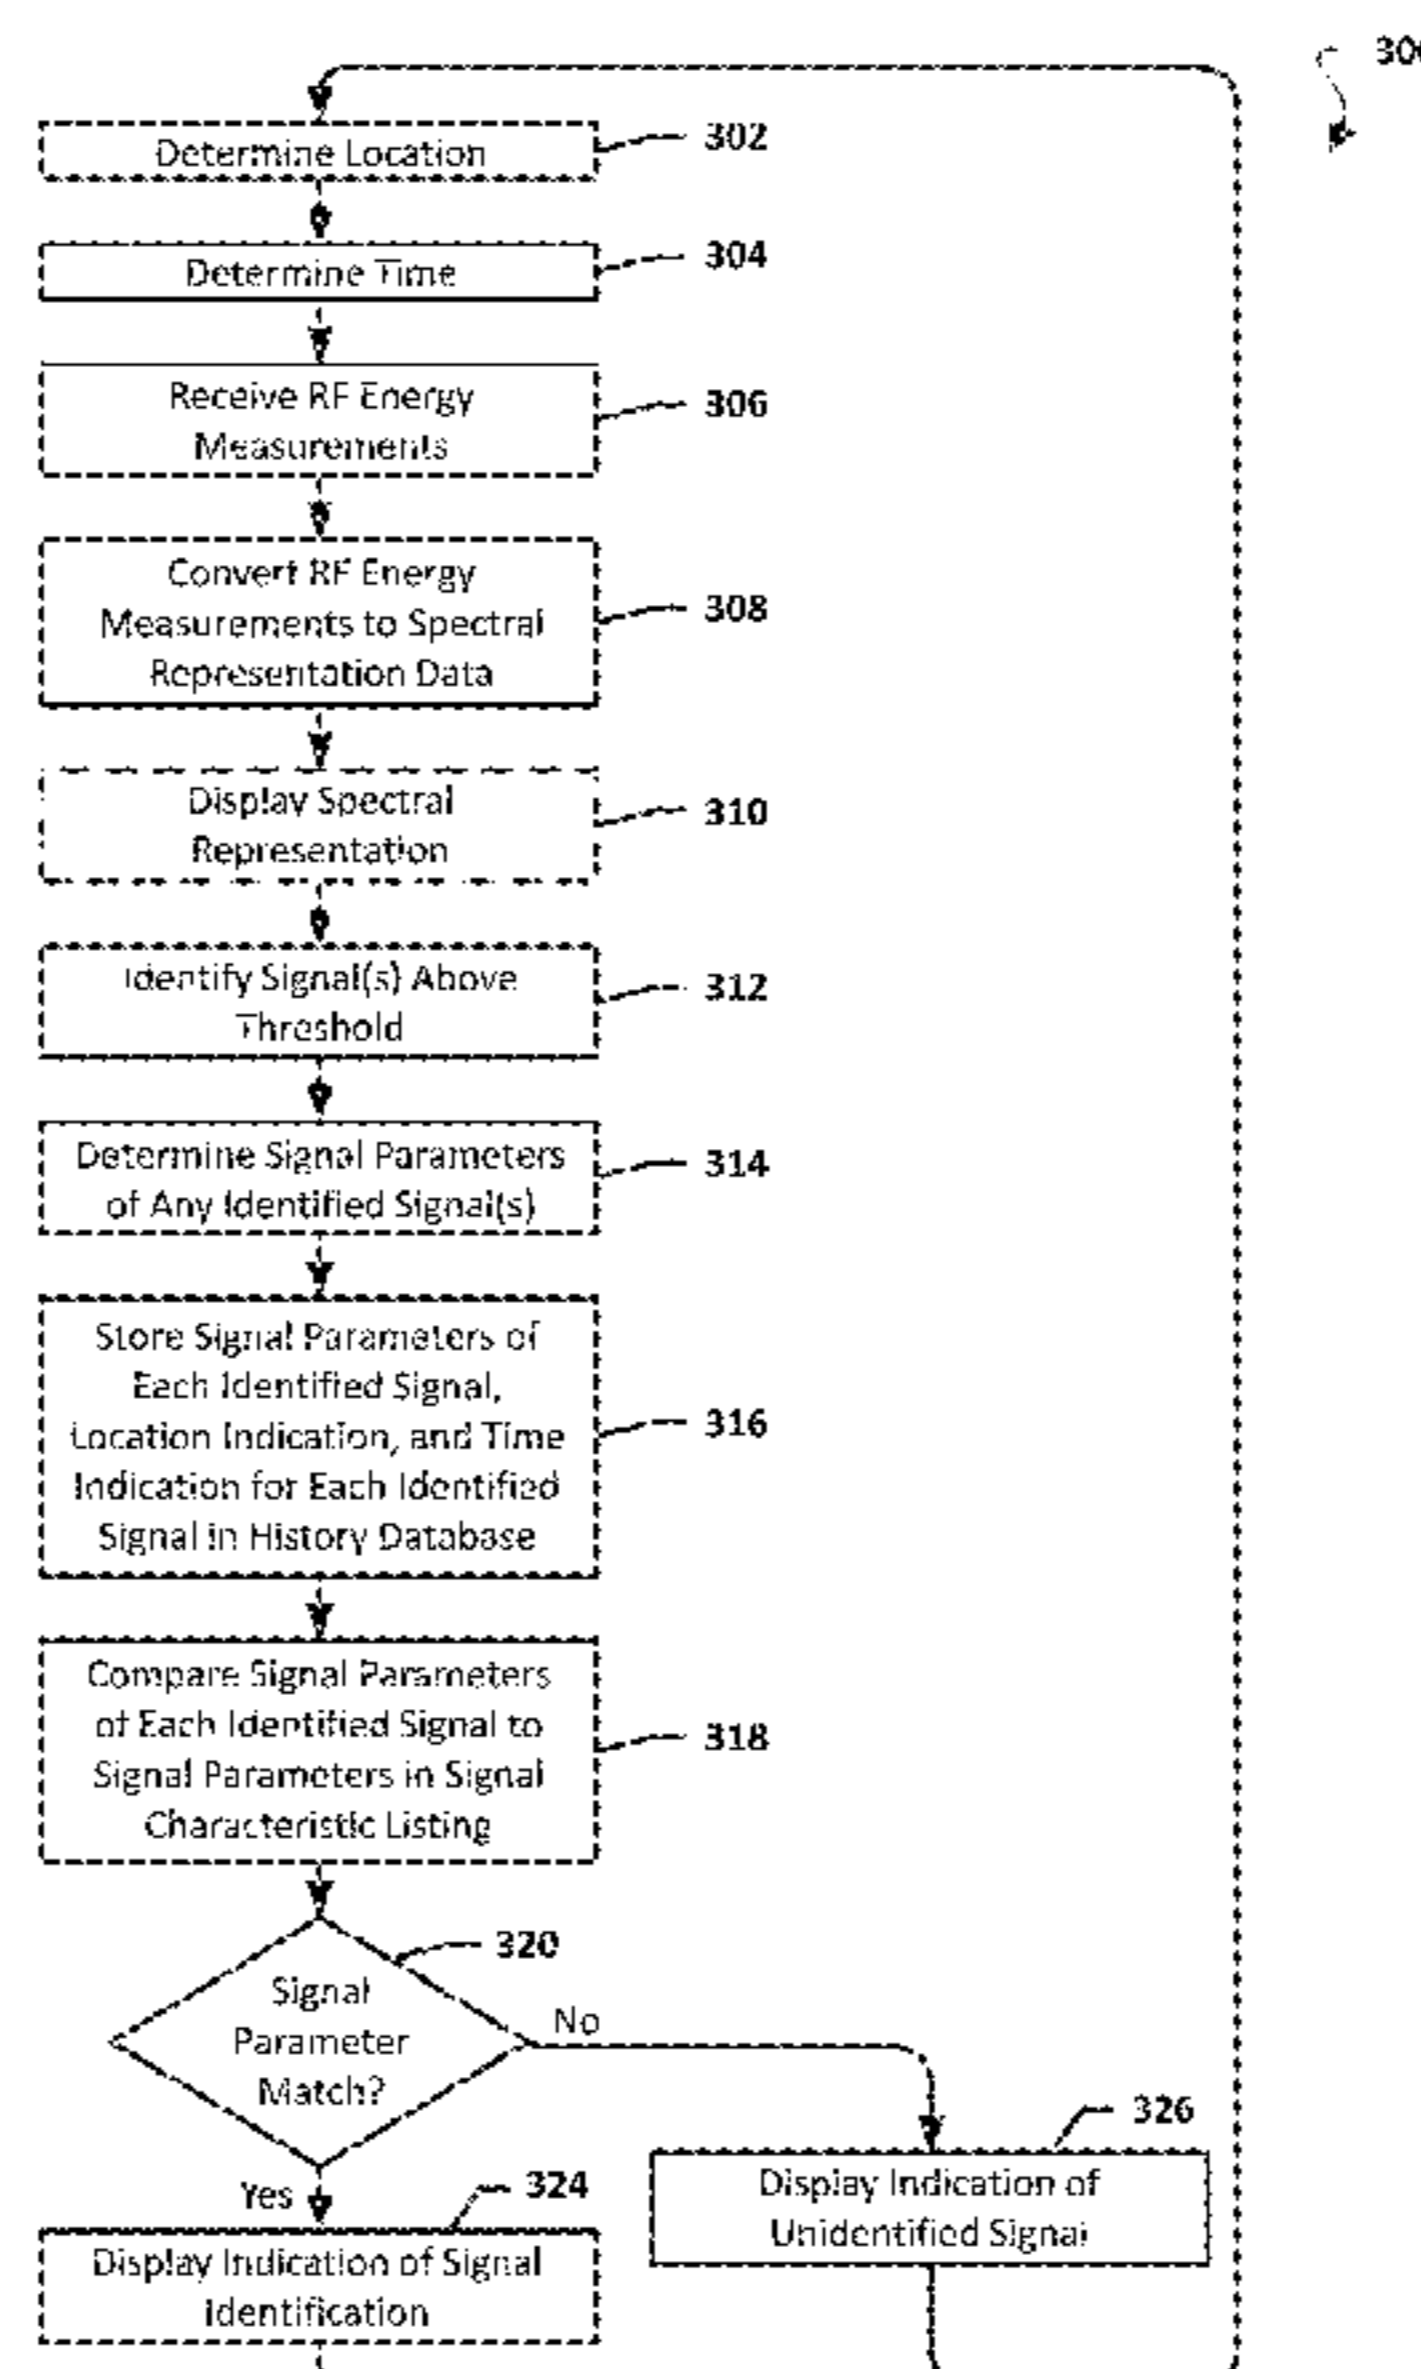 300
Determine Location
302
Determine Time
304
Receive RF Energy
Measurements
306
Convert RF Energy
Measurements to Spectral
Representation Data
308
Display Spectral
Representation
310
Identify Signal(s) Above
Threshold
312
Determine Signal Parameters
of Any Identified Signal(s)
314
Store Signal Parameters of
Each Identified Signal,
Location Indication, and Time
Indication for Each Identified
Signal in History Database
316
Compare Signal Parameters
of Each Identified Signal to
Signal Parameters in Signal
Characteristic Listing
318
320
Signal
Parameter
Match?
No
326
Display Indication of
Unidentified Signal
Yes
324
Display Indication of Signal
Identification